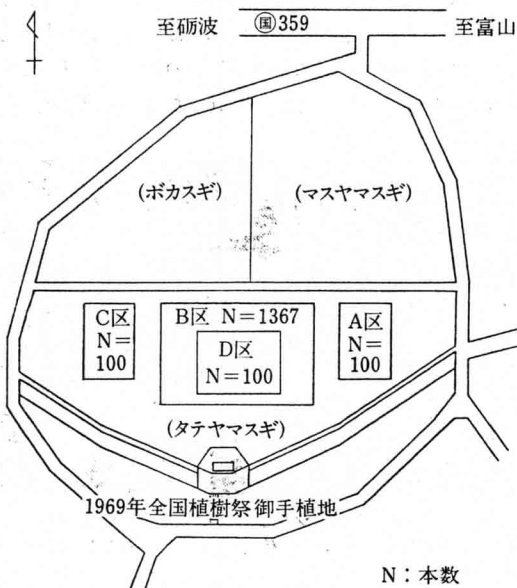 至砺波 国359 至富山
(ボカスギ) (マスヤマスギ)
C区
N=
100
B区 N=1367
D区
N=100
A区
N=
100
(タテヤマスギ)
1969年全国植樹祭御手植地
N:本数